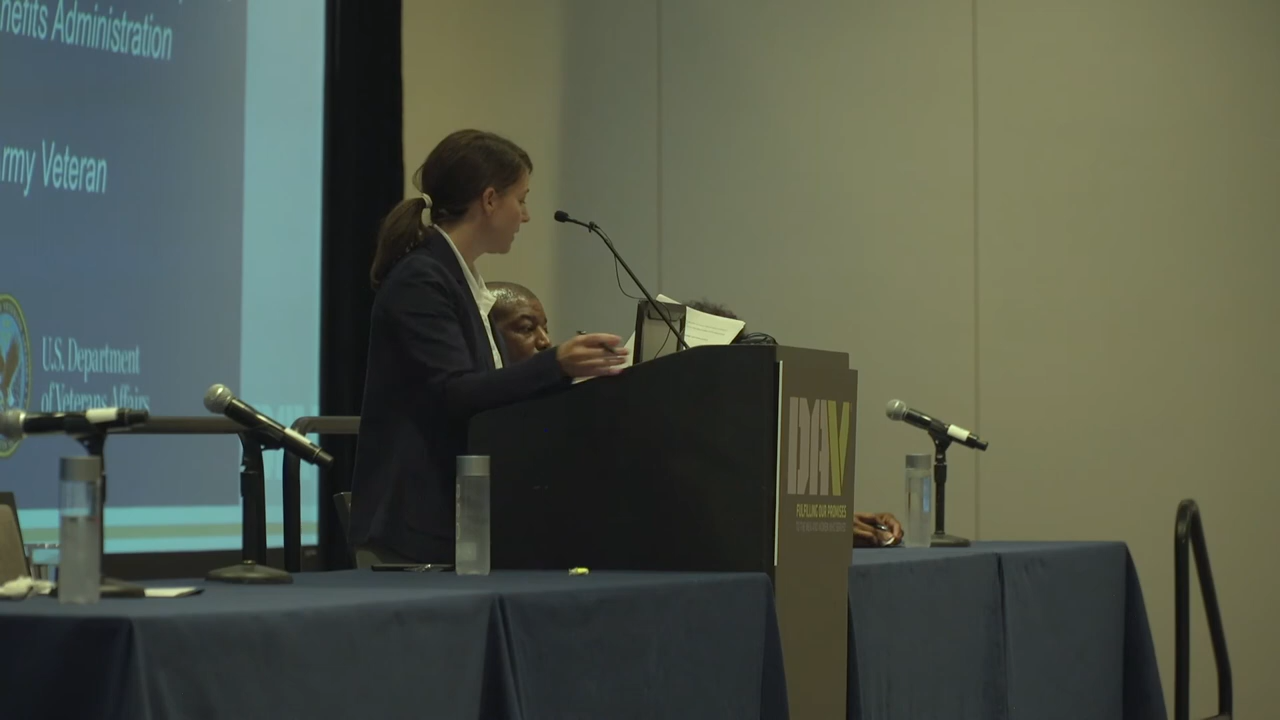 nefits Administration
rmy Veteran
U.S. Department
of Veterans Affairs
DAV
FULFILLING OUR PROMISES